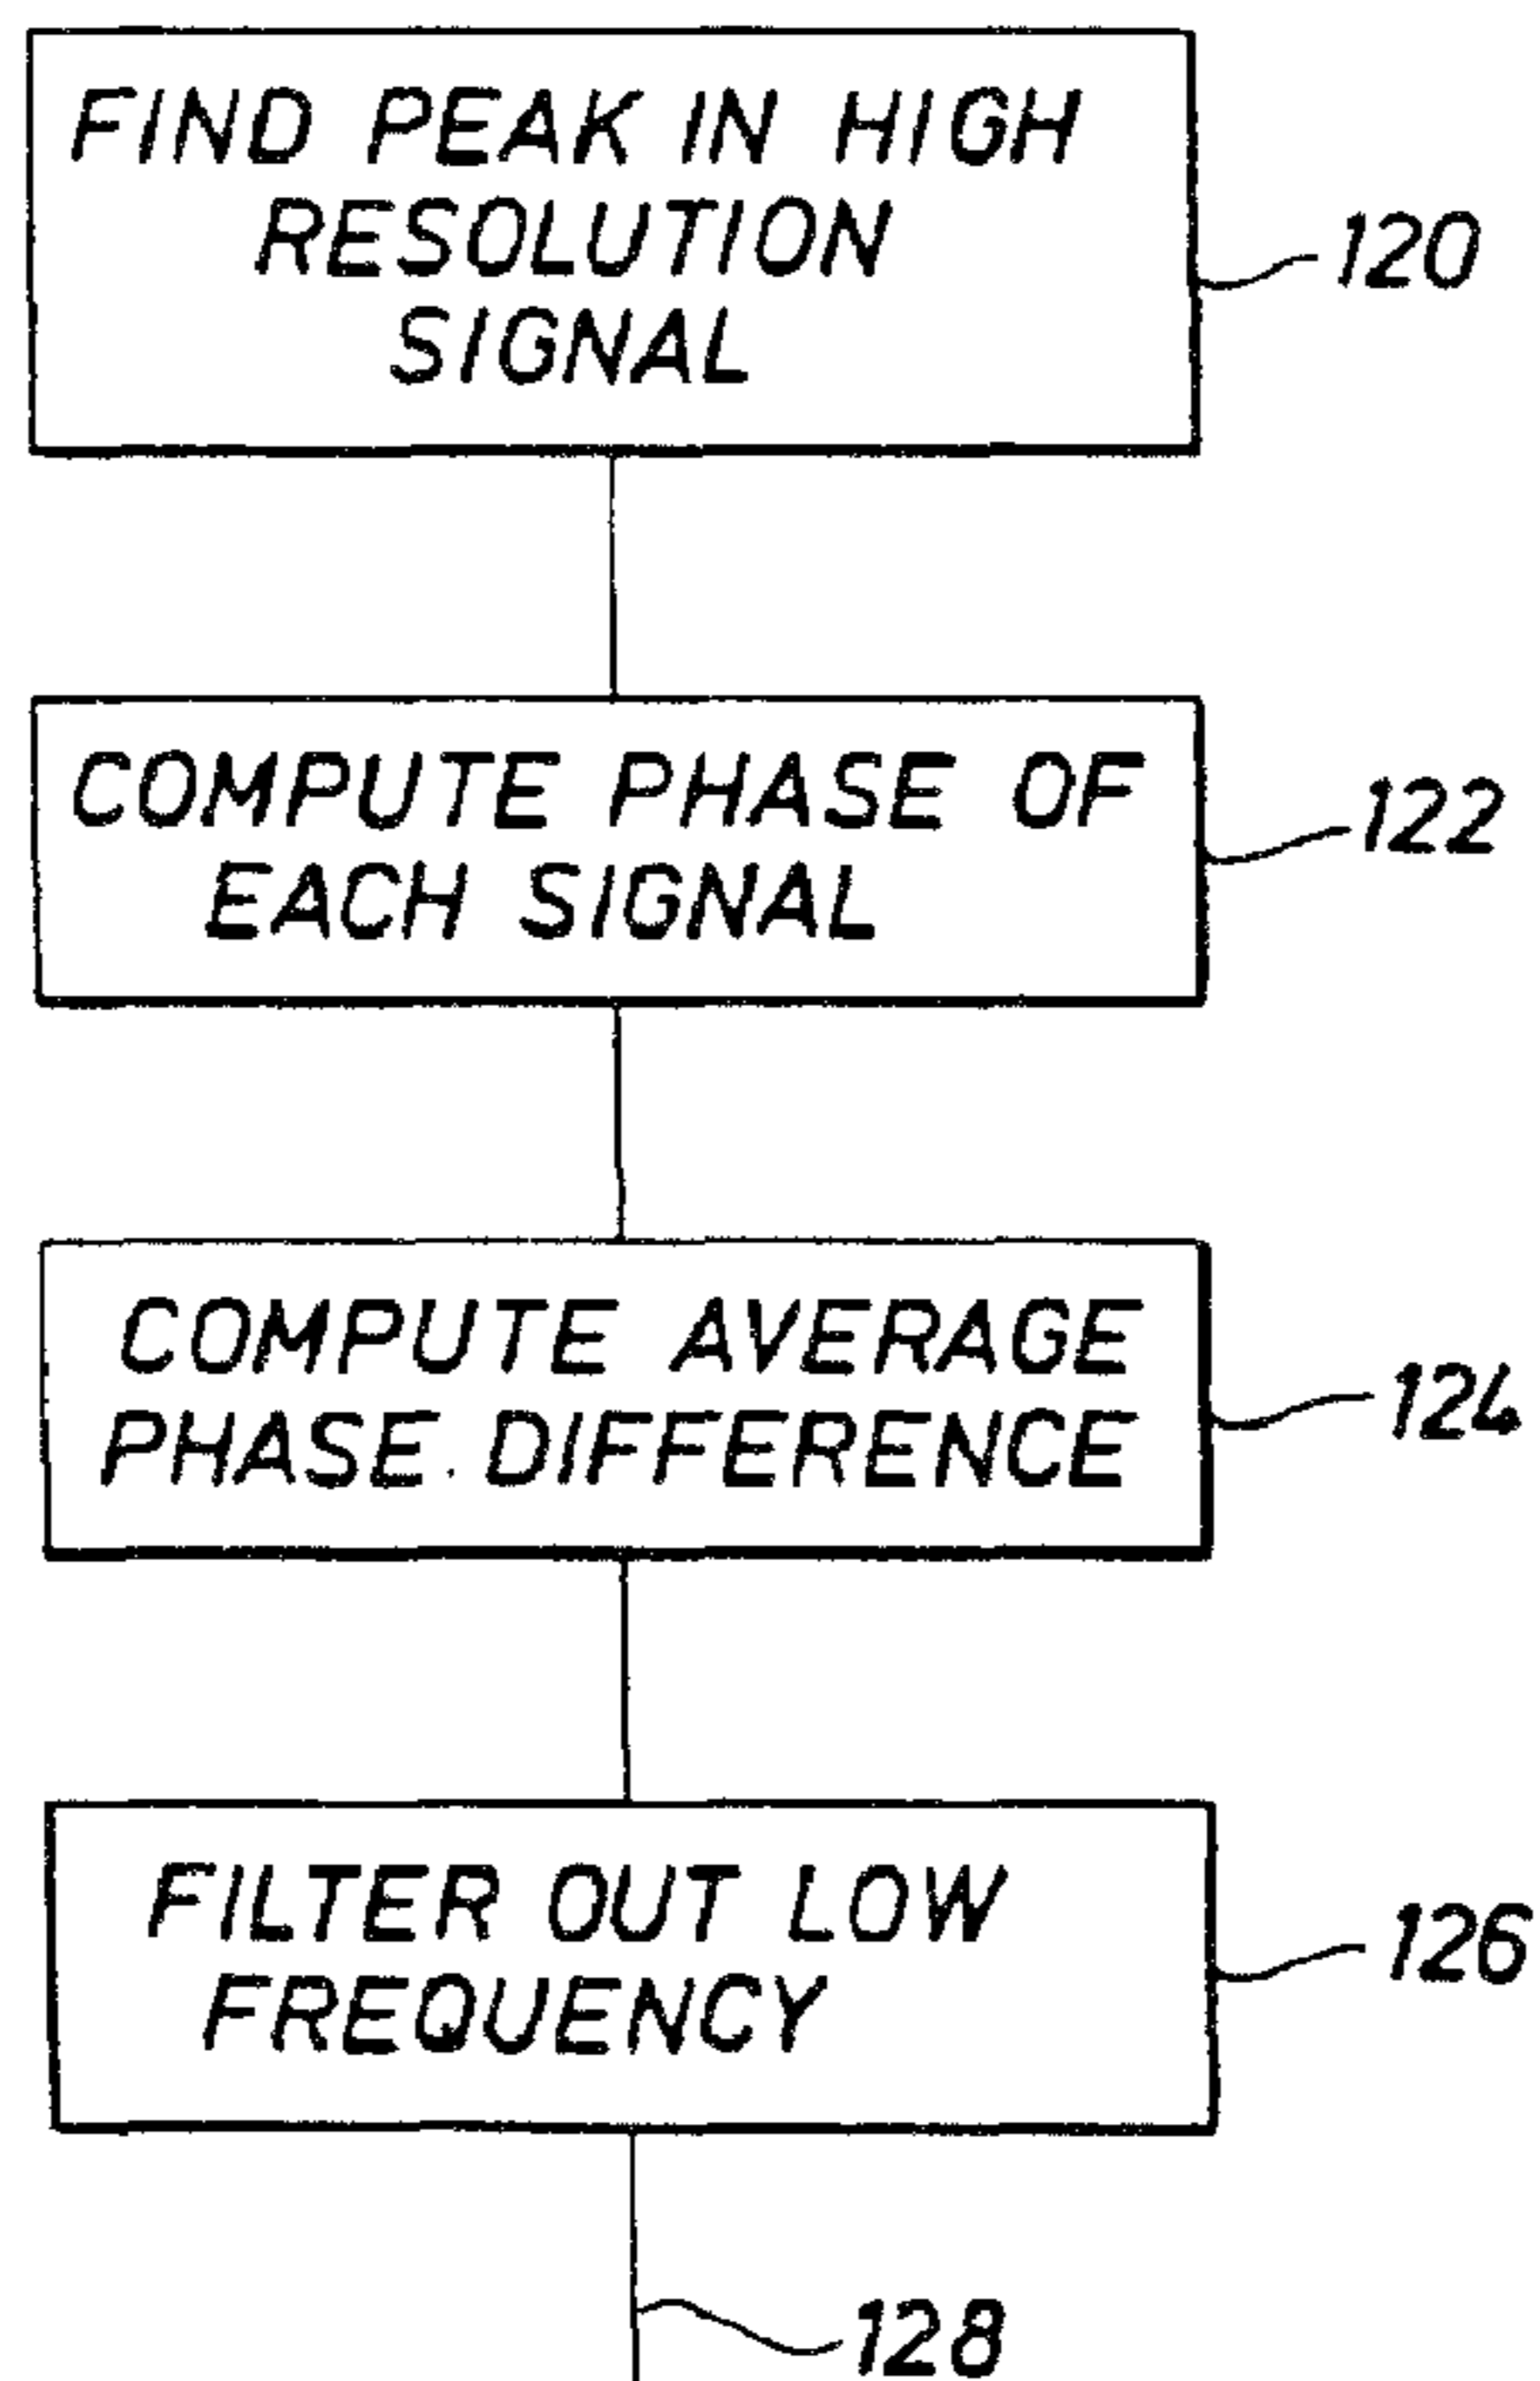 FIND PEAK IN HIGH
RESOLUTION
SIGNAL
120
COMPUTE PHASE OF
EACH SIGNAL
122
COMPUTE AVERAGE
PHASE. DIFFERENCE
124
FILTER OUT LOW
FREQUENCY
126
128